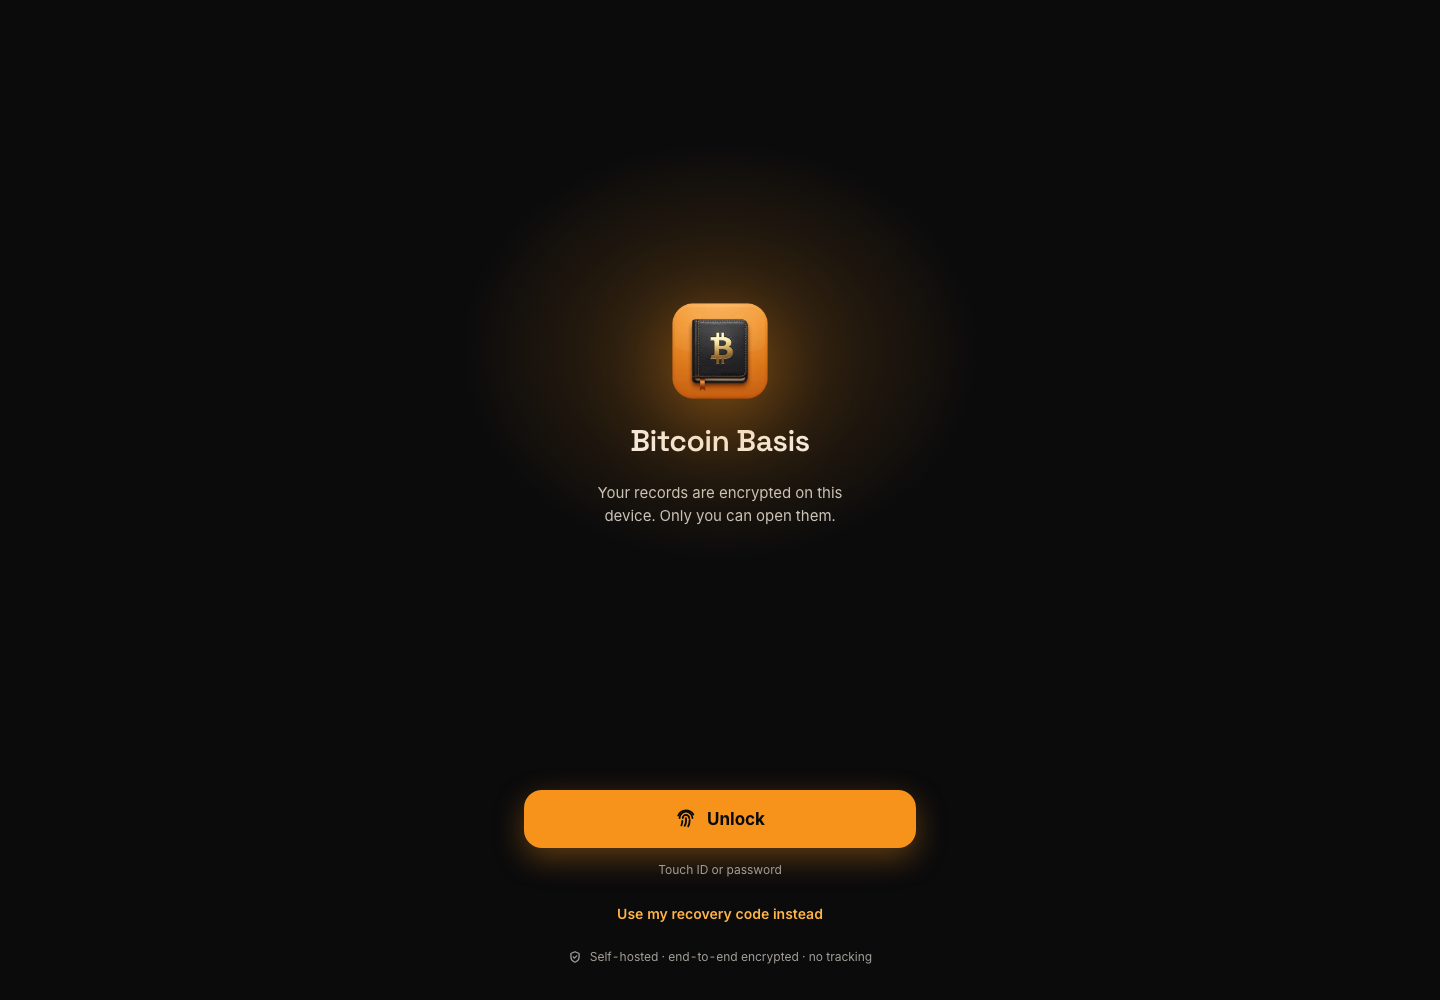 Bitcoin Basis
Your records are encrypted on this
device. Only you can open them.
Unlock
Touch ID or password
Use my recovery code instead
Self-hosted · end-to-end encrypted · no tracking